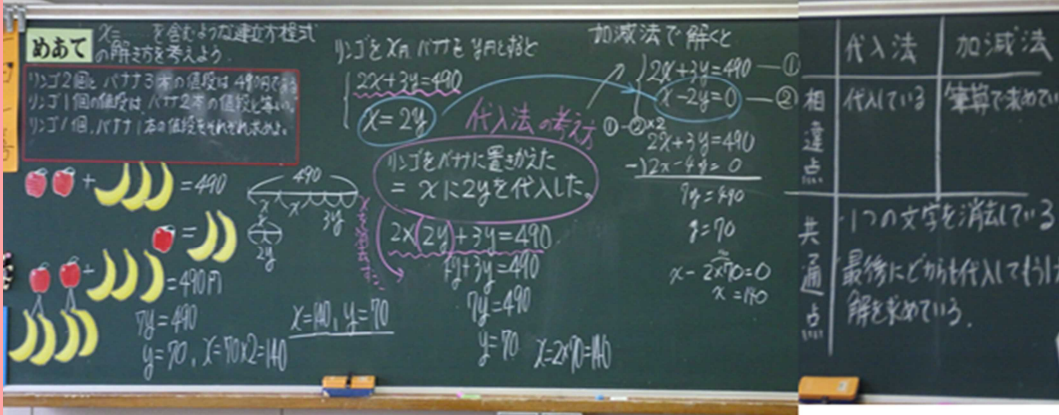 めあて
x=... を含むような連立方程式
の解き方を考えよう。
リンゴ2個とバナナ3本の値段は490円である。
リンゴ1個の値段はバナナ2本の値段と等しい。
リンゴ1個、バナナ1本の値段をそれぞれ求めよ。
+ = 490
=
+ = 490円
7y=490
y=70, x=70×2=140
490
x x 3y
x
2y
x=140, y=70
リンゴをx円 バナナをy円とすると
2x+3y=490
x=2y
代入法の考え方
リンゴをバナナに置きかえた
= xに2yを代入した。
2×(2y)+3y=490
4y+3y=490
7y=490
y=70 x=2×70=140
加減法で解くと
2x+3y=490 ―①
x-2y=0 ―②
①-②×2
2x+3y=490
-)2x-4y=0
7y=490
y=70
x-2×70=0
x=140
代入法 加減法
相違点 代入している 筆算で求めてい
共通点 ・1つの文字を消去している
最後にどちらも代入してもう1
解を求めている。